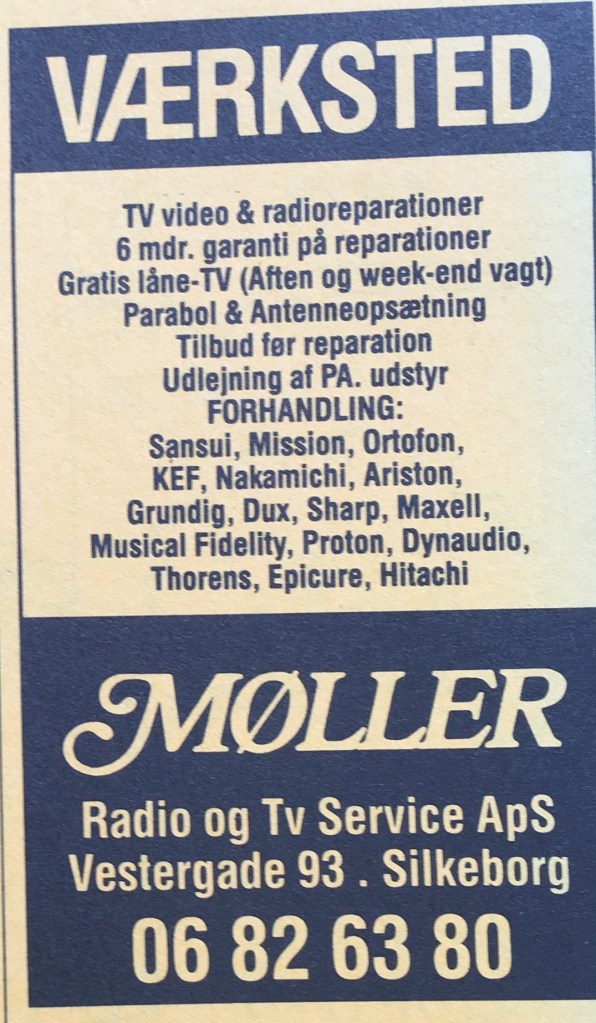 VÆRKSTED
TV video & radioreparationer
6 mdr. garanti på reparationer
Gratis låne-TV (Aften og week-end vagt)
Parabol & Antenneopsætning
Tilbud før reparation
Udlejning af PA. udstyr
FORHANDLING:
Sansui, Mission, Ortofon,
KEF, Nakamichi, Ariston,
Grundig, Dux, Sharp, Maxell,
Musical Fidelity, Proton, Dynaudio,
Thorens, Epicure, Hitachi
MØLLER
Radio og Tv Service ApS
Vestergade 93 . Silkeborg
06 82 63 80